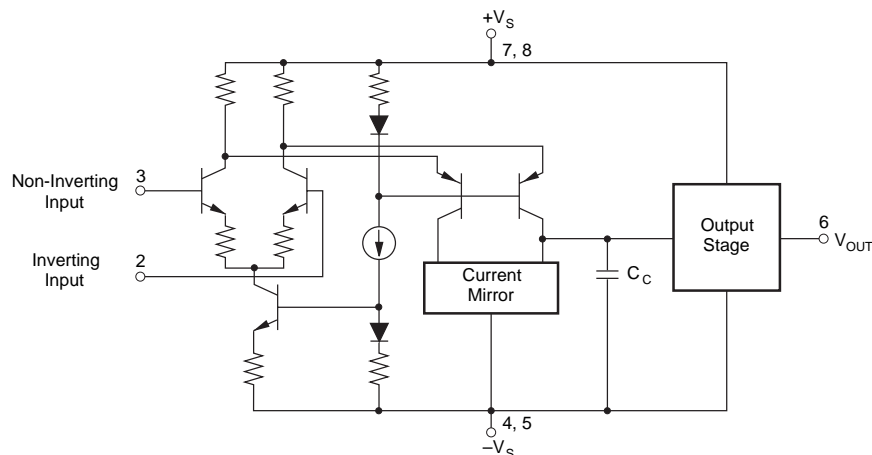 +VS
7, 8
3
Non-Inverting
Input
2
Inverting
Input
Current
Mirror
CC
Output
Stage
6
VOUT
4, 5
–VS